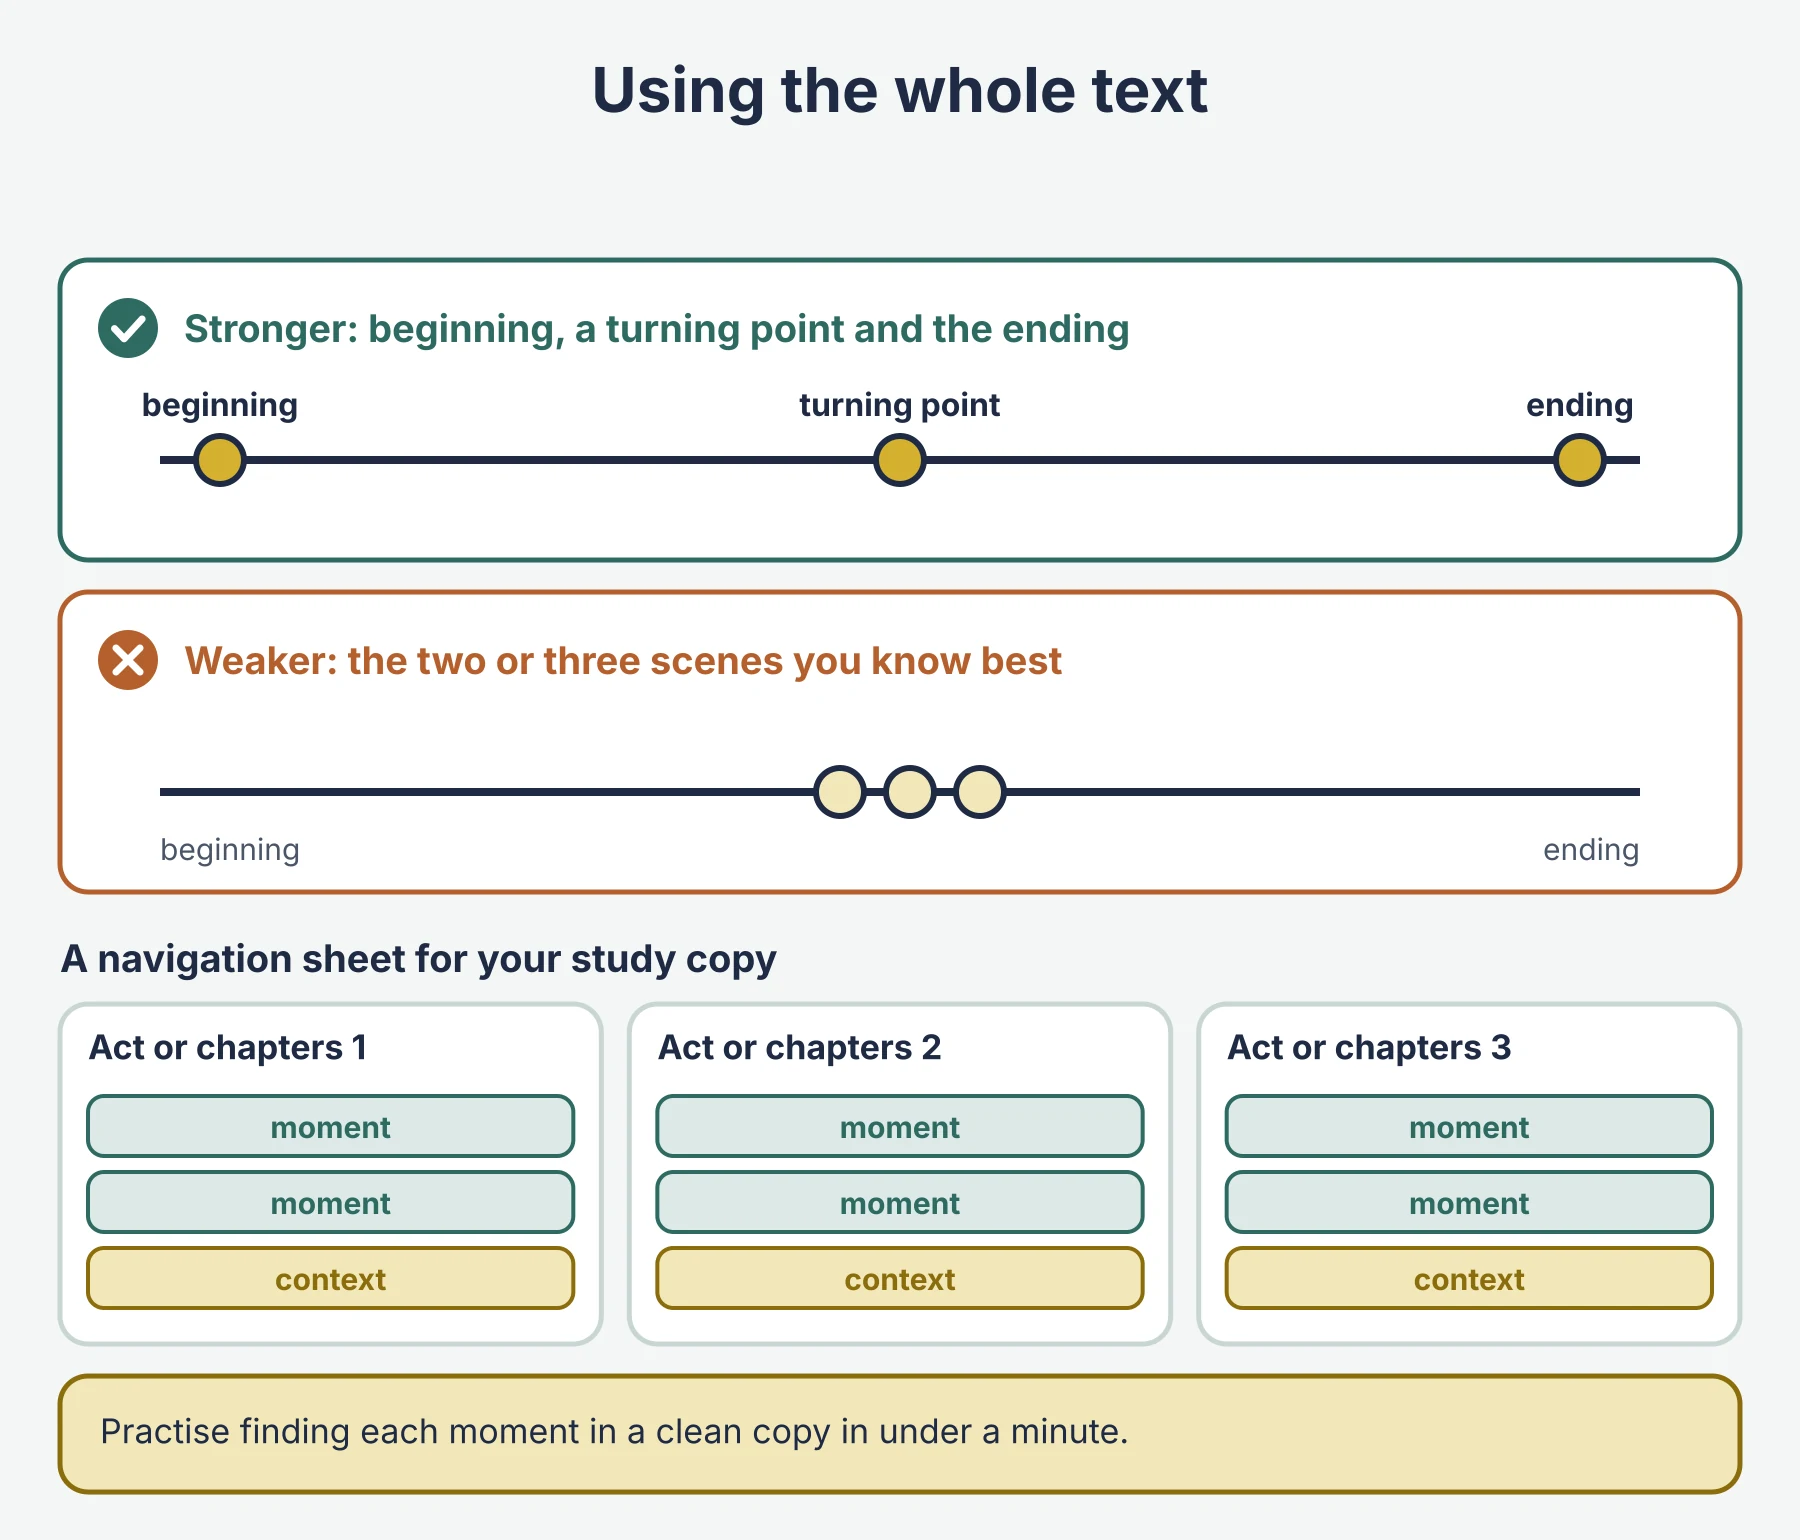 Using the whole text
Stronger: beginning, a turning point and the ending
beginning
turning point
ending
Weaker: the two or three scenes you know best
beginning
ending
A navigation sheet for your study copy
Act or chapters 1
moment
moment
context
Act or chapters 2
moment
moment
context
Act or chapters 3
moment
moment
context
Practise finding each moment in a clean copy in under a minute.